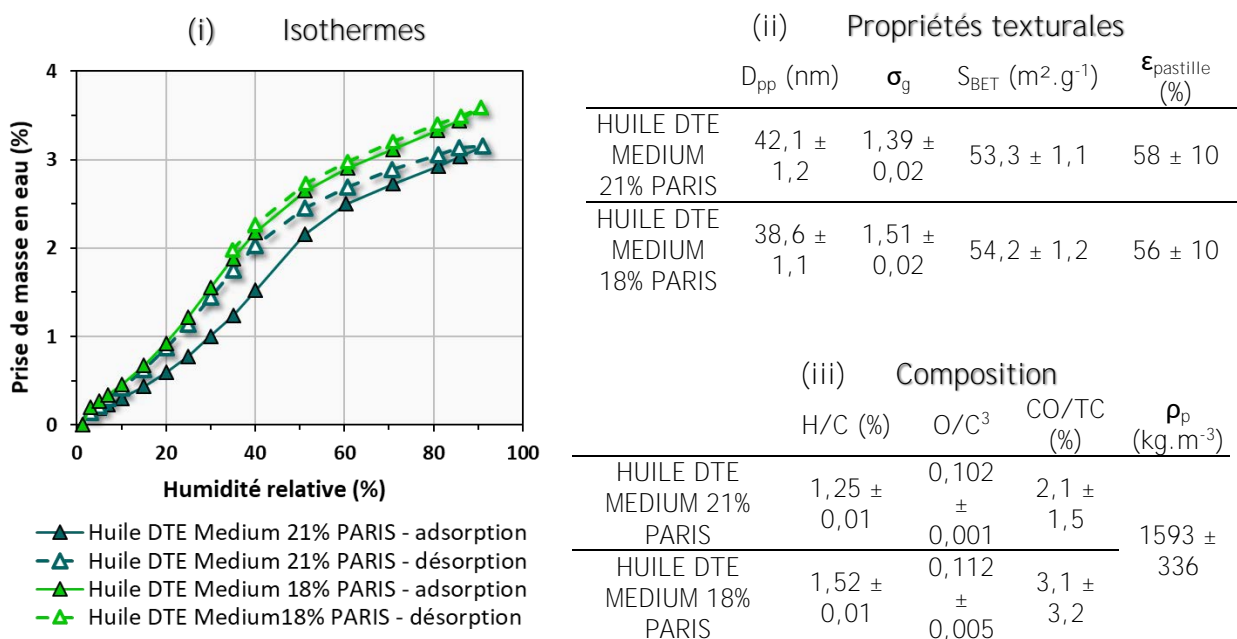 (i) Isothermes
Prise de masse en eau (%)
4
3
2
1
0
0 20 40 60 80 100
Humidité relative (%)
Huile DTE Medium 21% PARIS - adsorption
Huile DTE Medium 21% PARIS - désorption
Huile DTE Medium 18% PARIS - adsorption
Huile DTE Medium18% PARIS - désorption
(ii) Propriétés texturales
Dpp (nm) σg SBET (m².g-1) εpastille
(%)
HUILE DTE
MEDIUM
21% PARIS
42,1 ±
1,2
1,39 ±
0,02
53,3 ± 1,1
58 ± 10
HUILE DTE
MEDIUM
18% PARIS
38,6 ±
1,1
1,51 ±
0,02
54,2 ± 1,2
56 ± 10
(iii) Composition
H/C (%) O/C³ CO/TC
(%)
ρp
(kg.m-3)
HUILE DTE
MEDIUM 21%
PARIS
1,25 ±
0,01
0,102
±
0,001
2,1 ±
1,5
1593 ±
336
HUILE DTE
MEDIUM 18%
PARIS
1,52 ±
0,01
0,112
±
0,005
3,1 ±
3,2